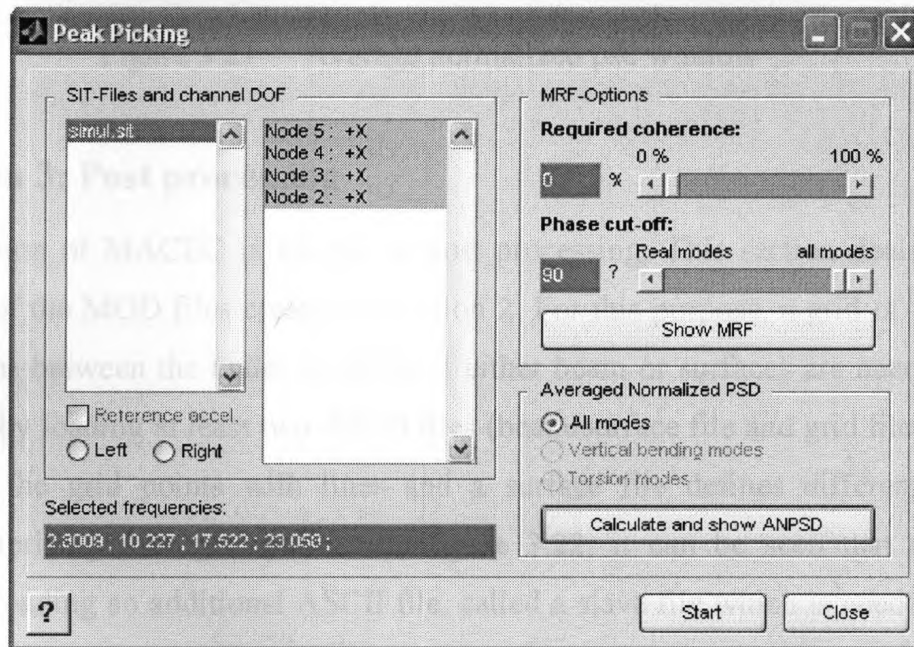 Peak Picking
SIT-Files and channel DOF
simul.sit
Node 5 : +X
Node 4 : +X
Node 3 : +X
Node 2 : +X
Reference accel.
Left
Right
Selected frequencies:
2.8009 ; 10.227 ; 17.522 ; 23.058 ;
?
MRF-Options
Required coherence:
0 % 100 %
0 %
Phase cut-off:
Real modes all modes
90 ?
Show MRF
Averaged Normalized PSD
All modes
Vertical bending modes
Torsion modes
Calculate and show ANPSD
Start
Close